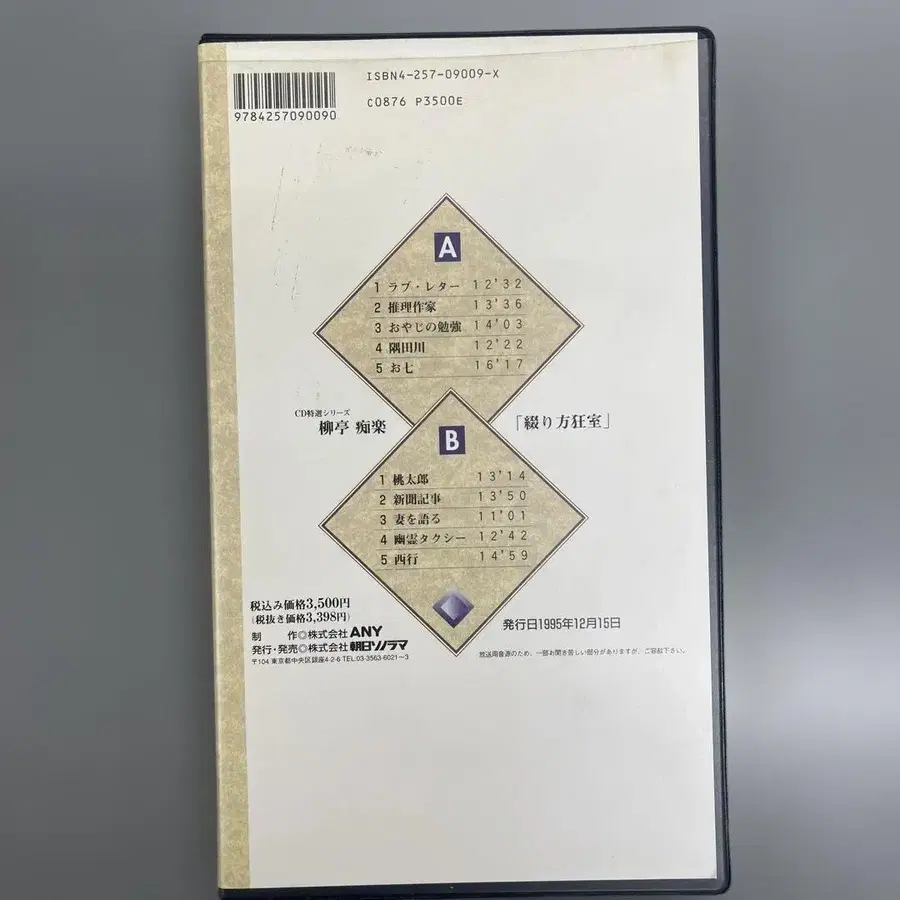 ISBN4-257-09009-X
C0876 P3500E
9784257090090
A
1 ラブ・レター 12'32
2 推理作家 13'36
3 おやじの勉強 14'03
4 隅田川 12'22
5 お七 16'17
CD特選シリーズ
柳亭 痴楽
「綴り方狂室」
B
1 桃太郎 13'14
2 新聞記事 13'50
3 妻を語る 11'01
4 幽霊タクシー 12'42
5 西行 14'59
税込み価格3,500円
(税抜き価格3,398円)
制 作◎株式会社 ANY
発行・発売◎株式会社 朝日ソノラマ
〒104 東京都中央区銀座4-2-6 TEL.03-3563-6021〜3
発行日1995年12月15日
放送用音源のため、一部お聞き苦しい部分がありますが、ご容赦下さい。